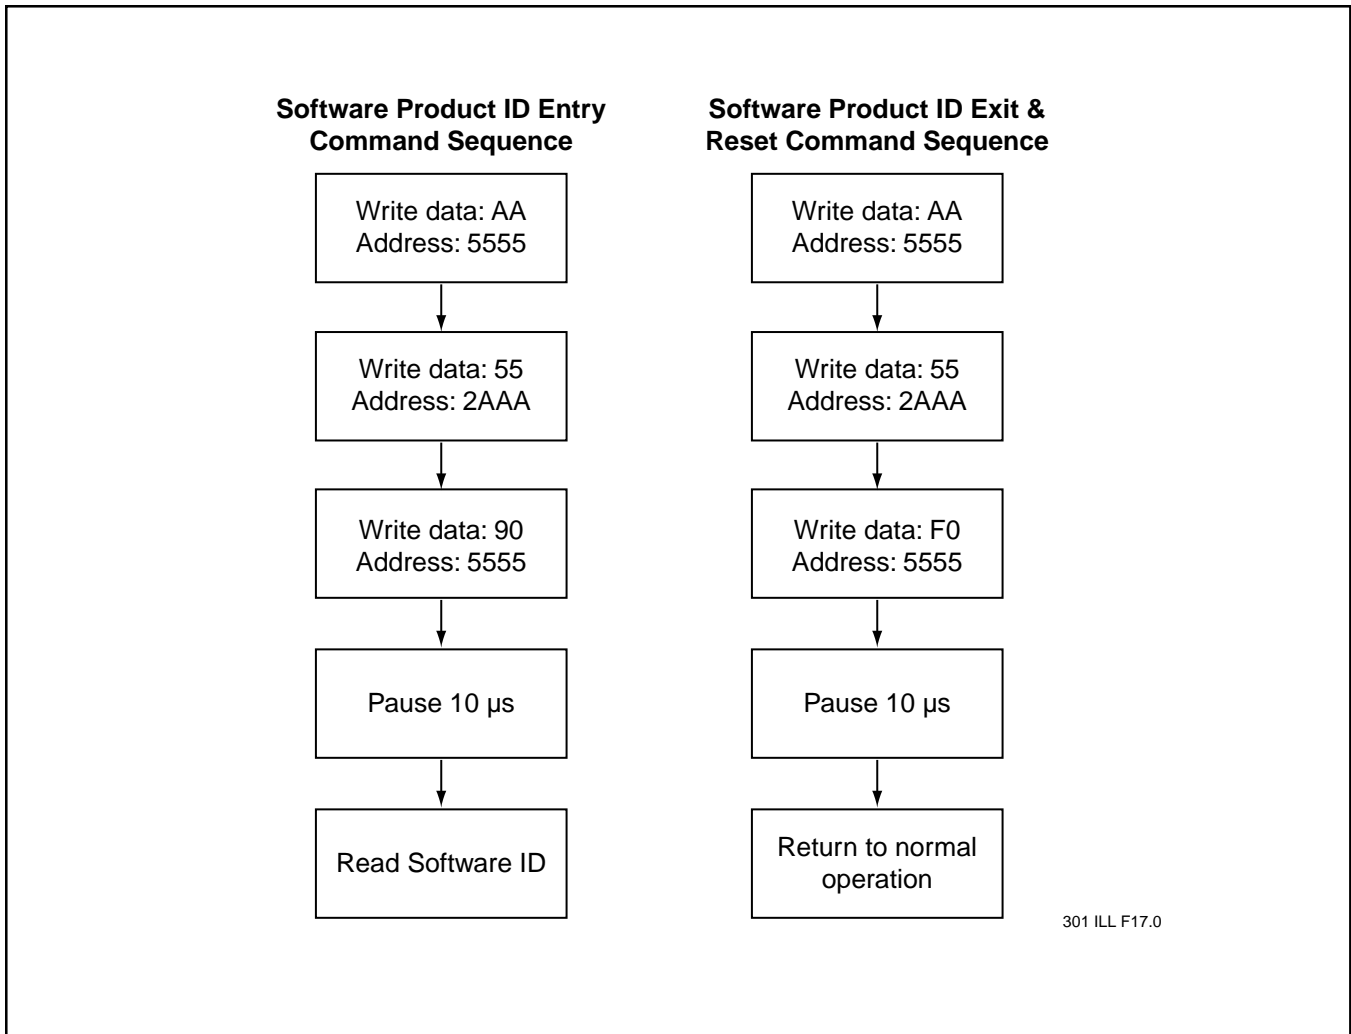 Software Product ID Entry
Command Sequence
Write data: AA
Address: 5555
Write data: 55
Address: 2AAA
Write data: 90
Address: 5555
Pause 10 µs
Read Software ID
Software Product ID Exit &
Reset Command Sequence
Write data: AA
Address: 5555
Write data: 55
Address: 2AAA
Write data: F0
Address: 5555
Pause 10 µs
Return to normal
operation
301 ILL F17.0